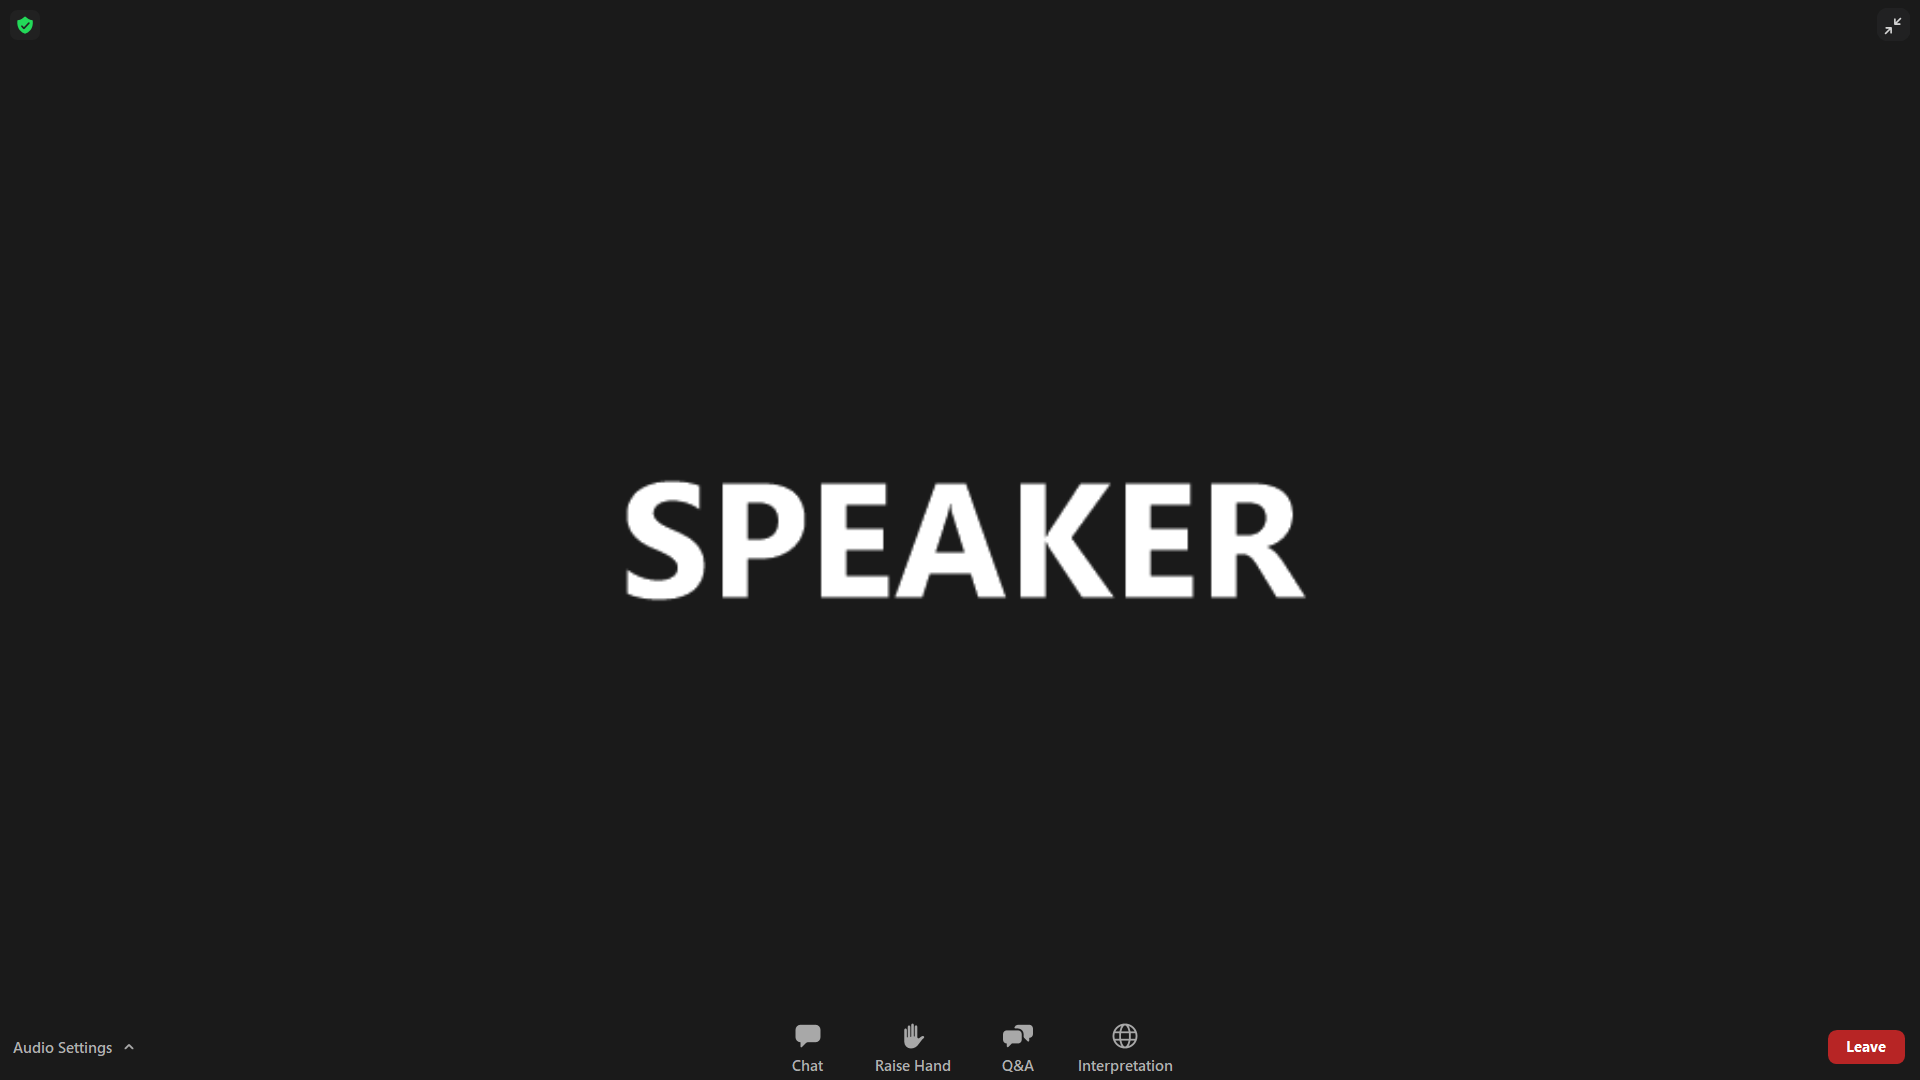 SPEAKER
Audio Settings
Chat
Raise Hand
Q&A
Interpretation
Leave